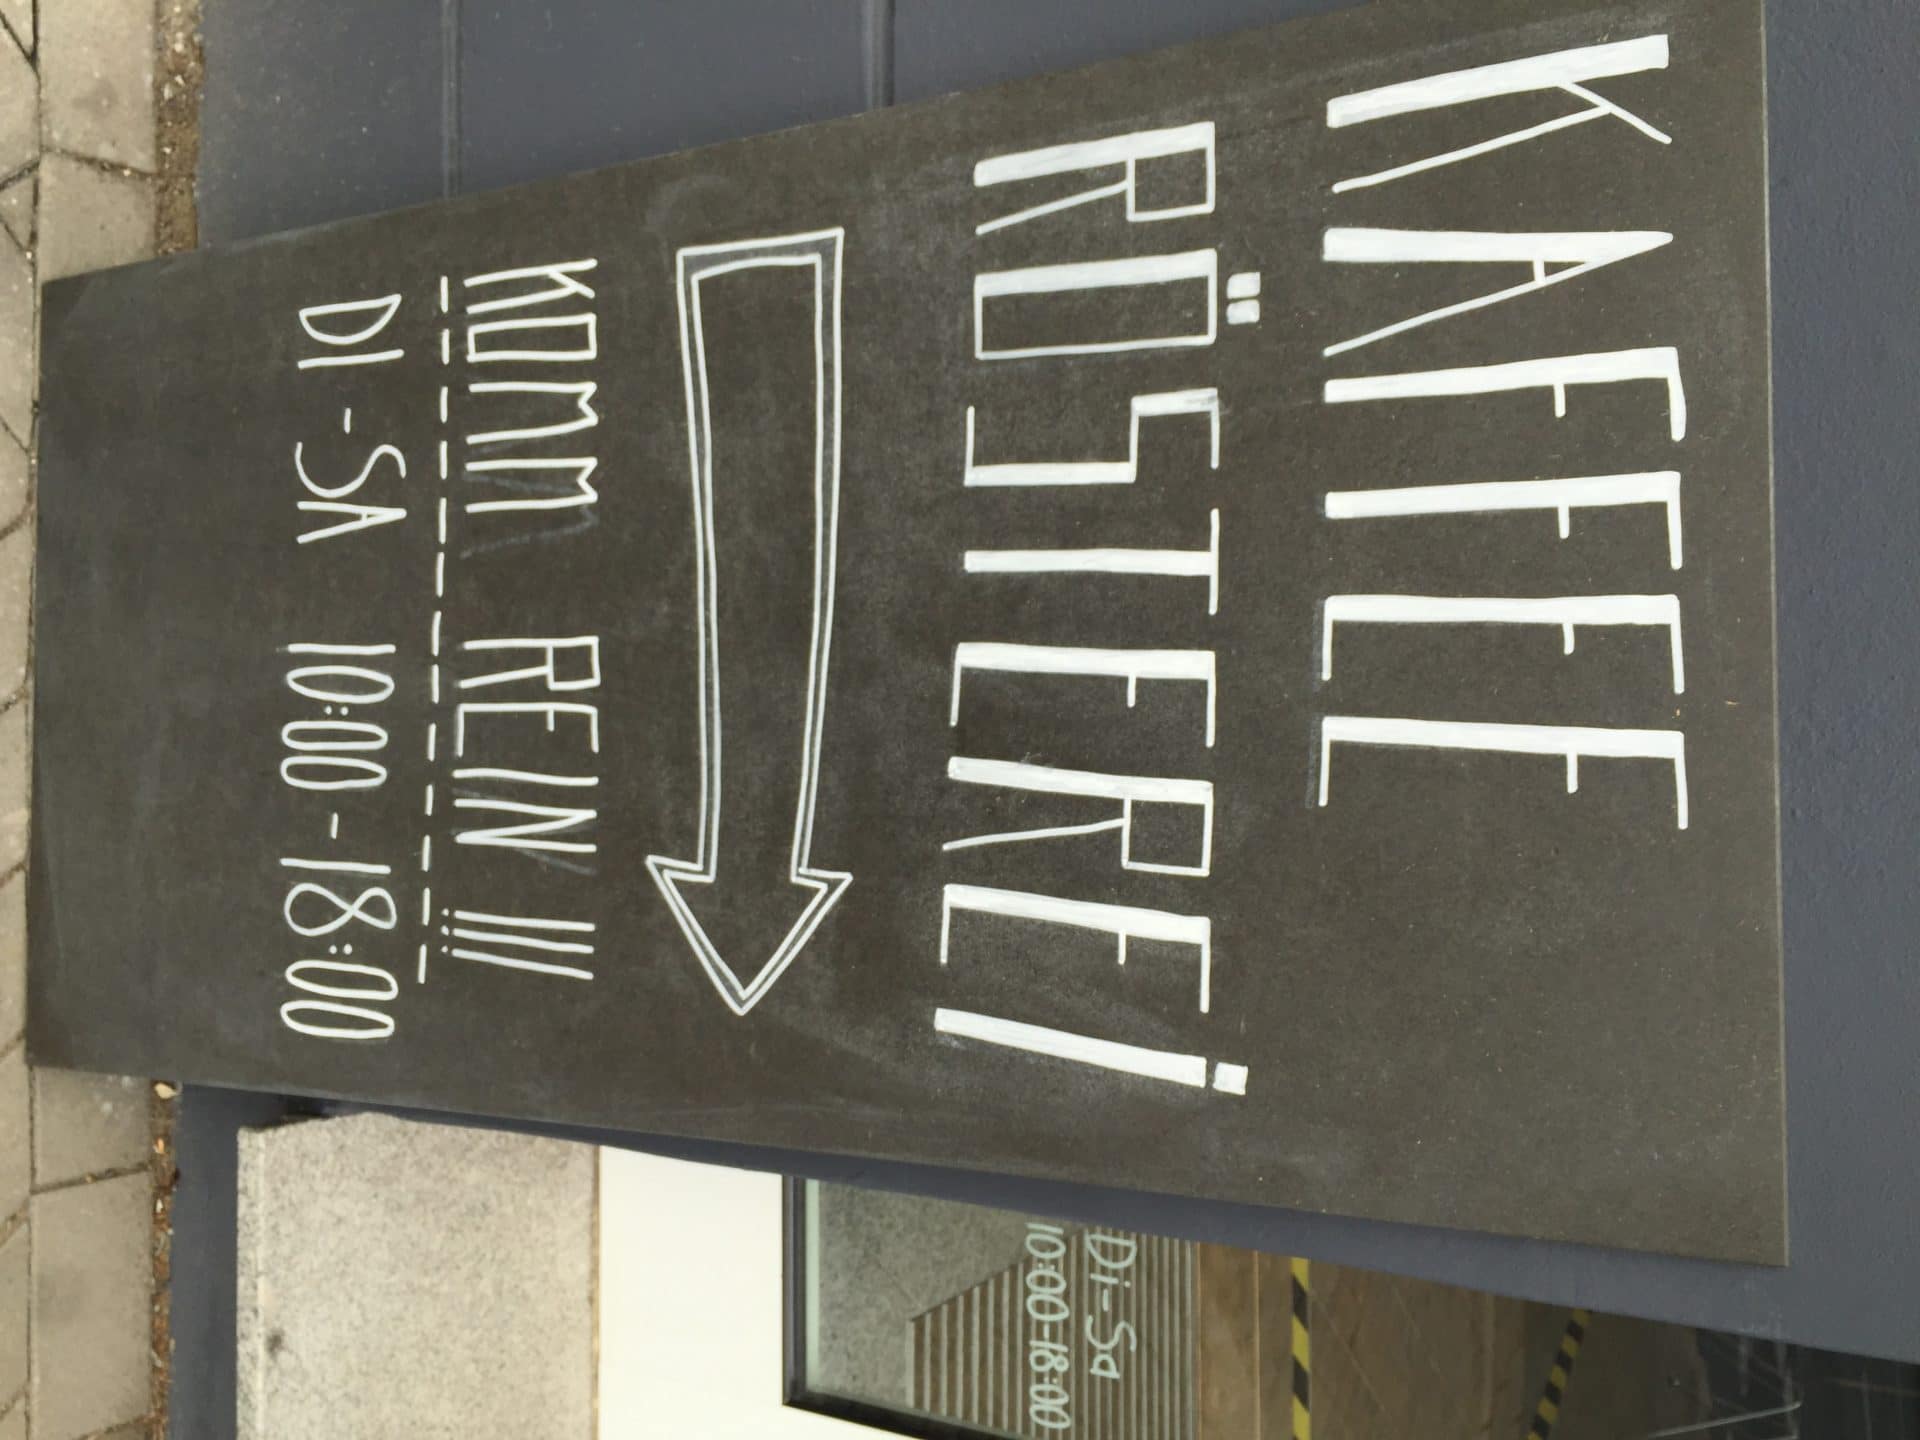 KAFFEE
RÖSTEREi
KOMM REIN !!!
DI - SA 10:00 - 18:00
Di-Sa
10:00-18:00